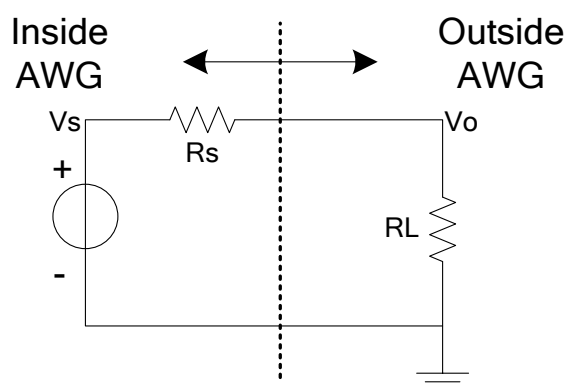 Inside
AWG
Outside
AWG
Vs
Rs
Vo
+
RL
-